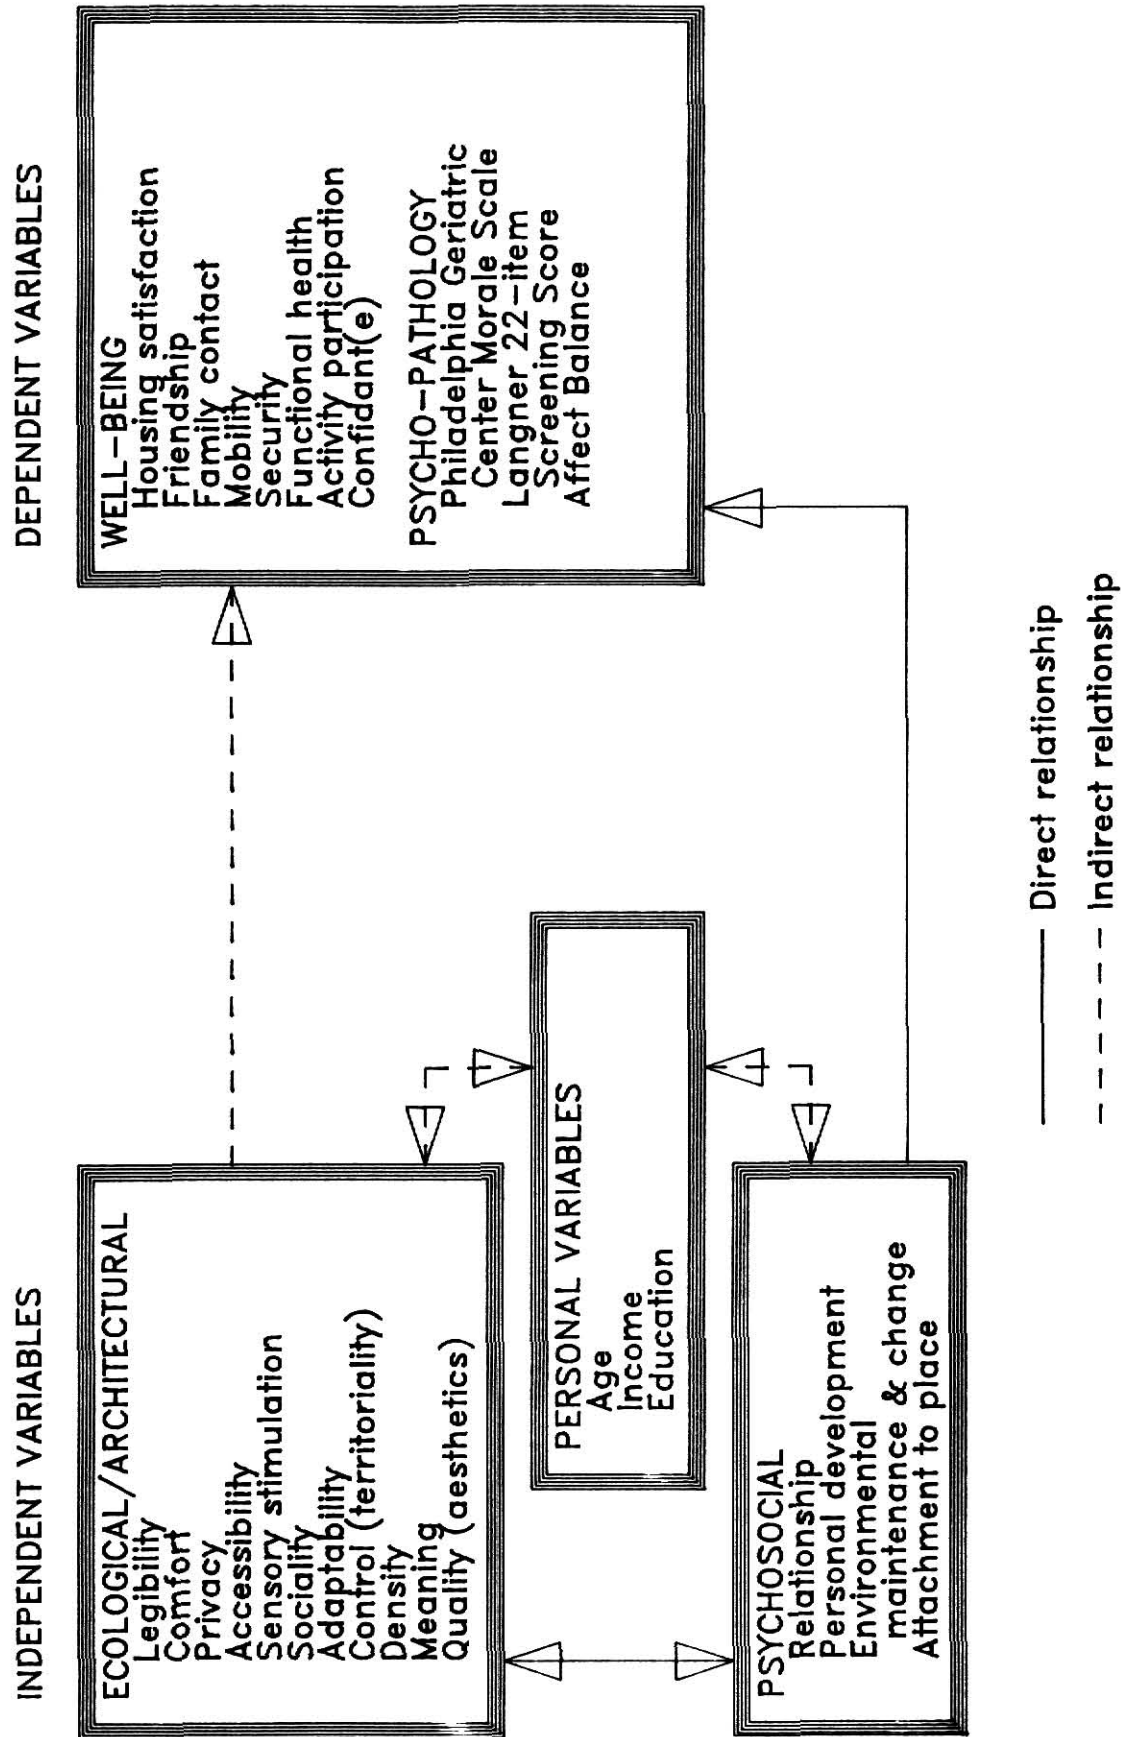 INDEPENDENT VARIABLES
ECOLOGICAL/ARCHITECTURAL
Legibility
Comfort
Privacy
Accessibility
Sensory stimulation
Sociality
Adaptability
Control (territoriality)
Density
Meaning
Quality (aesthetics)
PERSONAL VARIABLES
Age
Income
Education
PSYCHOSOCIAL
Relationship
Personal development
Environmental
maintenance & change
Attachment to place
DEPENDENT VARIABLES
WELL-BEING
Housing satisfaction
Friendship
Family contact
Mobility
Security
Functional health
Activity participation
Confidant(e)
PSYCHO-PATHOLOGY
Philadelphia Geriatric
Center Morale Scale
Langner 22-item
Screening Score
Affect Balance
Direct relationship
Indirect relationship